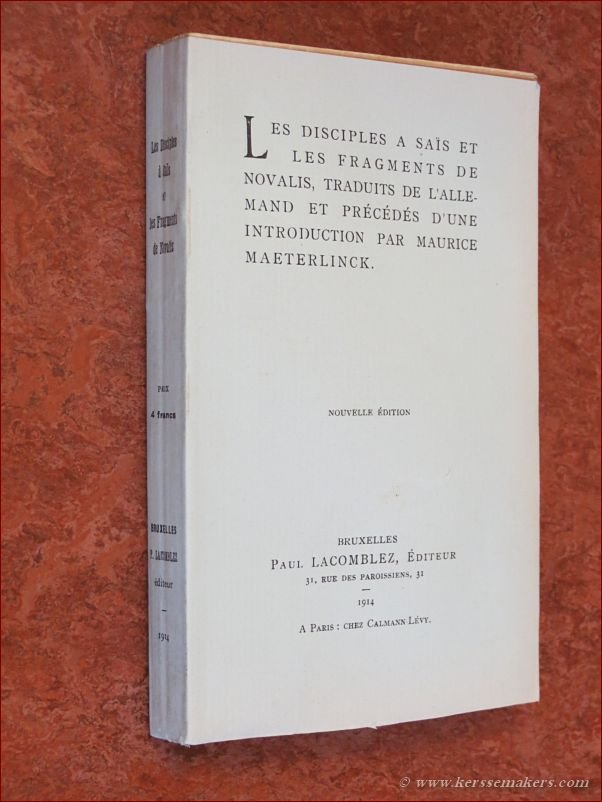 Les Disciples
à Saïs
et
les Fragments
de Novalis
PRIX
4 francs
BRUXELLES
P. LACOMBLEZ
éditeur
—
1914
LES DISCIPLES A SAÏS ET
LES FRAGMENTS DE
NOVALIS, TRADUITS DE L'ALLE-
MAND ET PRÉCÉDÉS D'UNE
INTRODUCTION PAR MAURICE
MAETERLINCK.
NOUVELLE ÉDITION
BRUXELLES
PAUL LACOMBLEZ, ÉDITEUR
31, RUE DES PAROISSIENS, 31
—
1914
A PARIS : CHEZ CALMANN LÉVY.
© www.kerssemakers.com